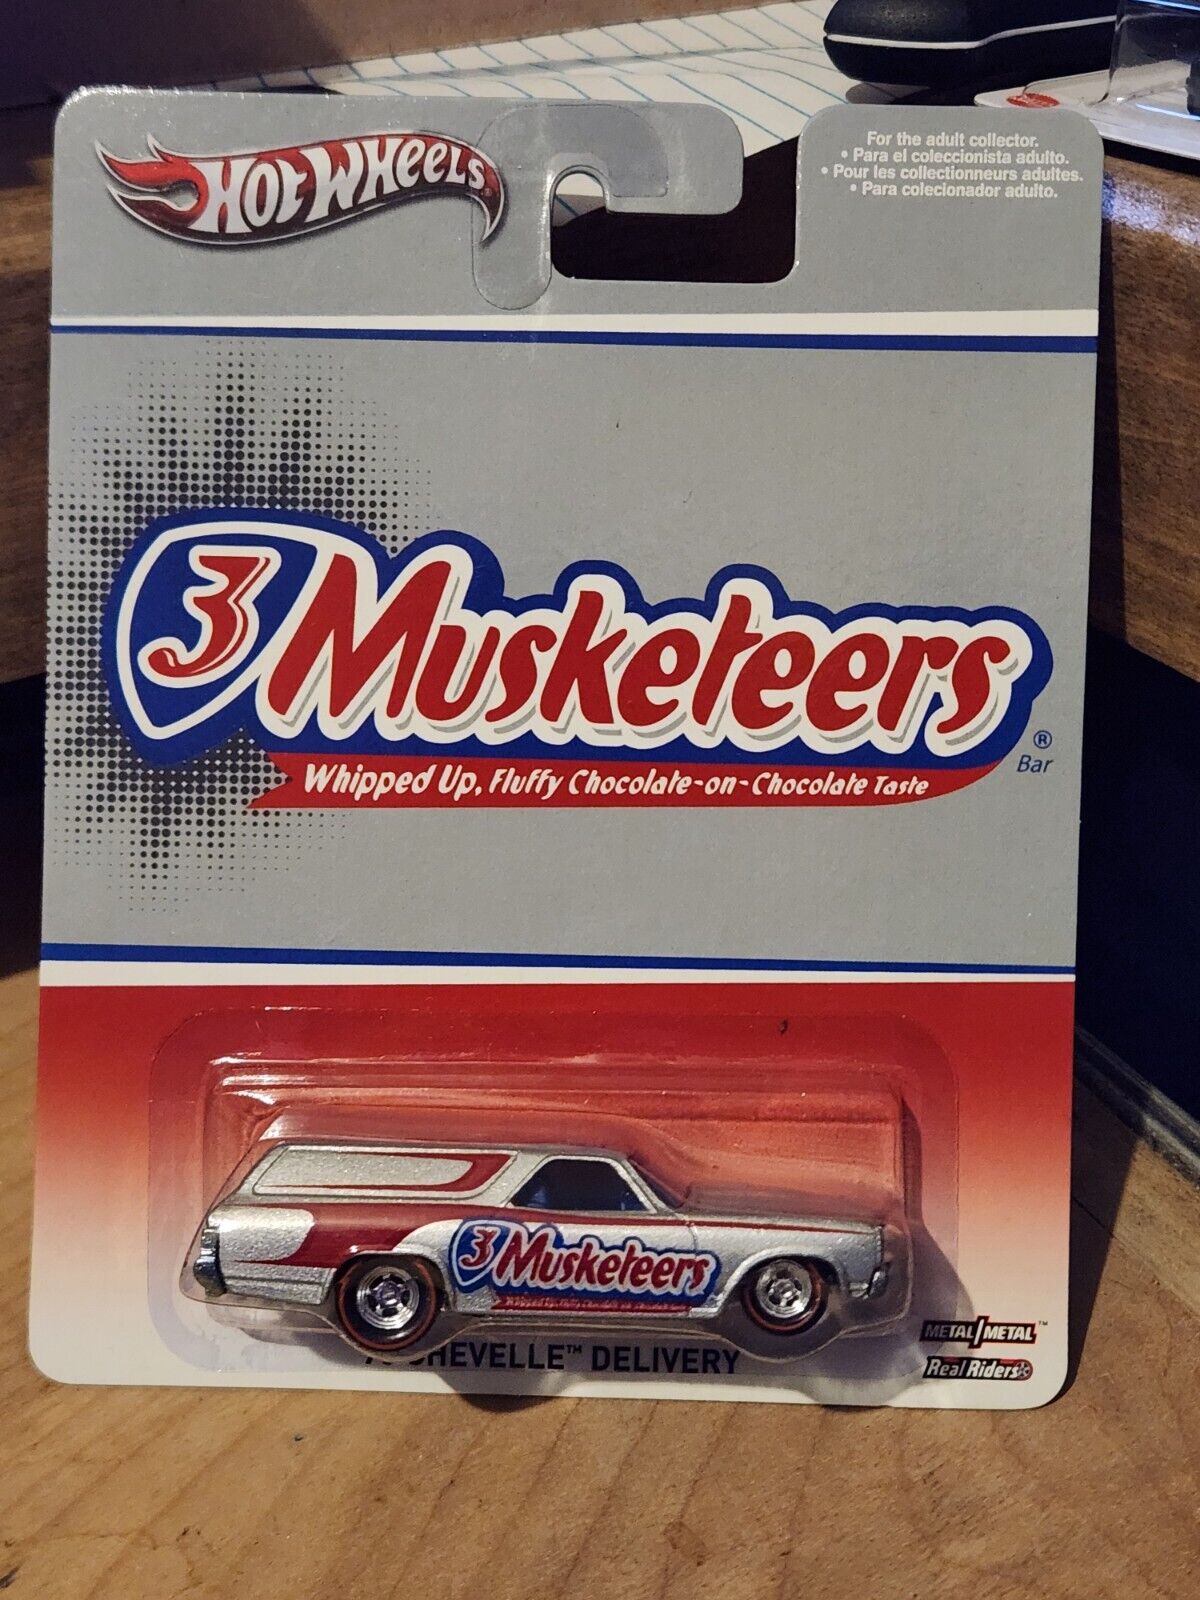 HOT WHEELS®
For the adult collector.
• Para el coleccionista adulto.
• Pour les collectionneurs adultes.
• Para colecionador adulto.
3 Musketeers®
Bar
Whipped Up, Fluffy Chocolate-on-Chocolate Taste
3 Musketeers
CHEVELLE™ DELIVERY
METAL/METAL™
Real Riders